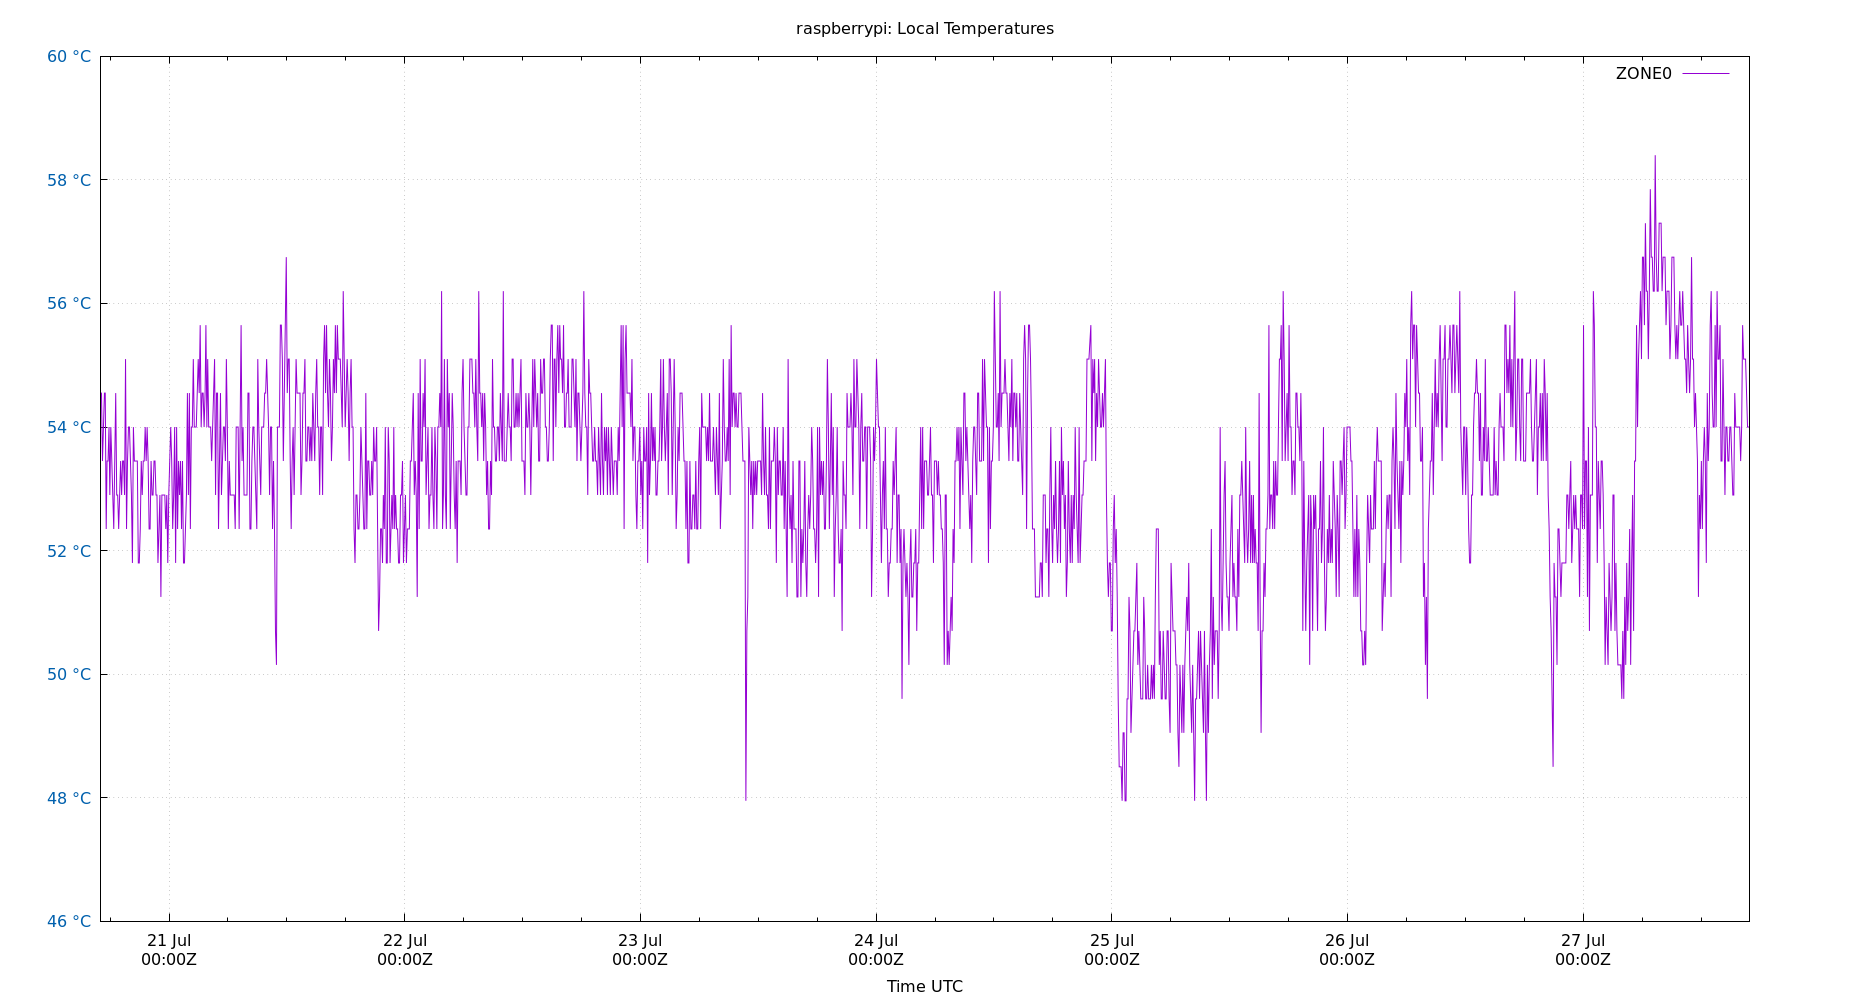 raspberrypi: Local Temperatures
60 °C
ZONE0
58 °C
56 °C
54 °C
52 °C
50 °C
48 °C
46 °C
21 Jul 22 Jul 23 Jul 24 Jul 25 Jul 26 Jul 27 Jul
00:00Z 00:00Z 00:00Z 00:00Z 00:00Z 00:00Z 00:00Z
Time UTC